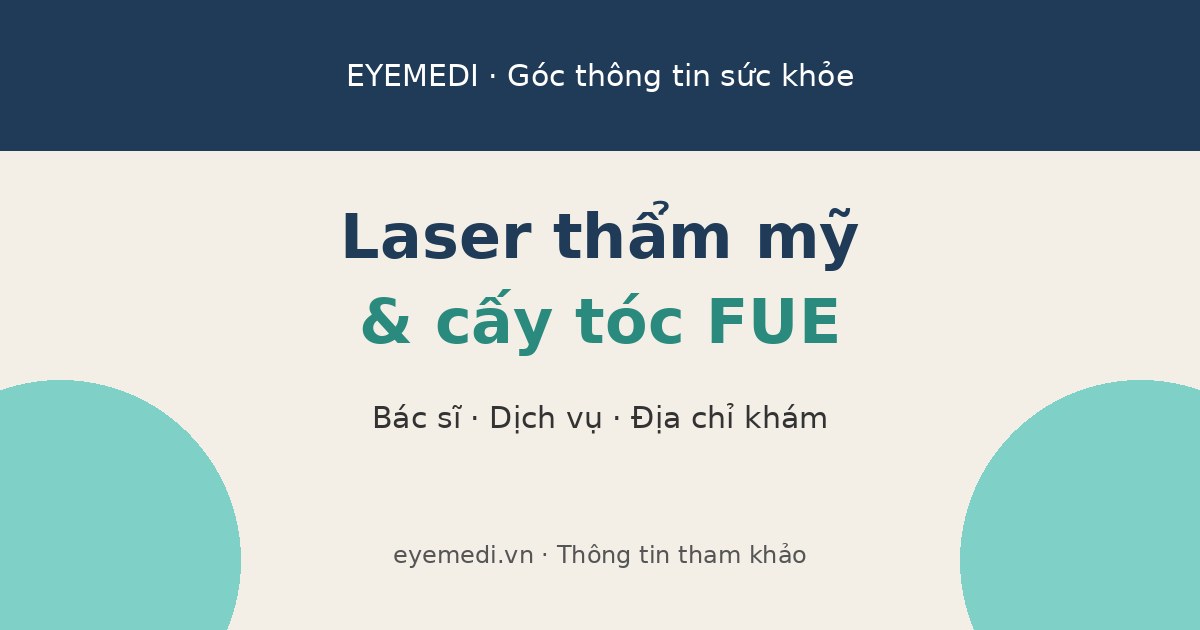 EYEMEDI · Góc thông tin sức khỏe
Laser thẩm mỹ
& cấy tóc FUE
Bác sĩ · Dịch vụ · Địa chỉ khám
eyemedi.vn · Thông tin tham khảo